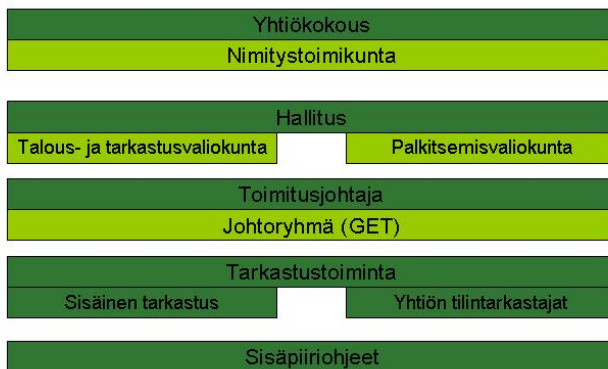 Yhtiökokous
Nimitystoimikunta
Hallitus
Talous- ja tarkastusvaliokunta
Palkitsemisvaliokunta
Toimitusjohtaja
Johtoryhmä (GET)
Tarkastustoiminta
Sisäinen tarkastus
Yhtiön tilintarkastajat
Sisäpiiriohjeet